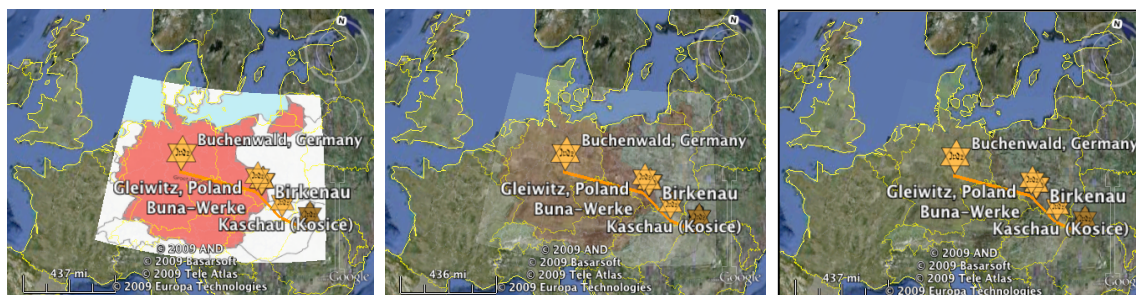 N
Buchenwald, Germany
Gleiwitz, Poland
Birkenau
Buna-Werke
Kaschau (Kosice)
© 2009 AND
© 2009 Basarsoft
437 mi
© 2009 Tele Atlas
© 2009 Europa Technologies
Google
N
Buchenwald, Germany
Gleiwitz, Poland
Birkenau
Buna-Werke
Kaschau (Kosice)
© 2009 AND
© 2009 Basarsoft
436 mi
© 2009 Tele Atlas
© 2009 Europa Technologies
Google
N
Buchenwald, Germany
Gleiwitz, Poland
Birkenau
Buna-Werke
Kaschau (Kosice)
© 2009 AND
© 2009 Basarsoft
437 mi
© 2009 Tele Atlas
© 2009 Europa Technologies
Google